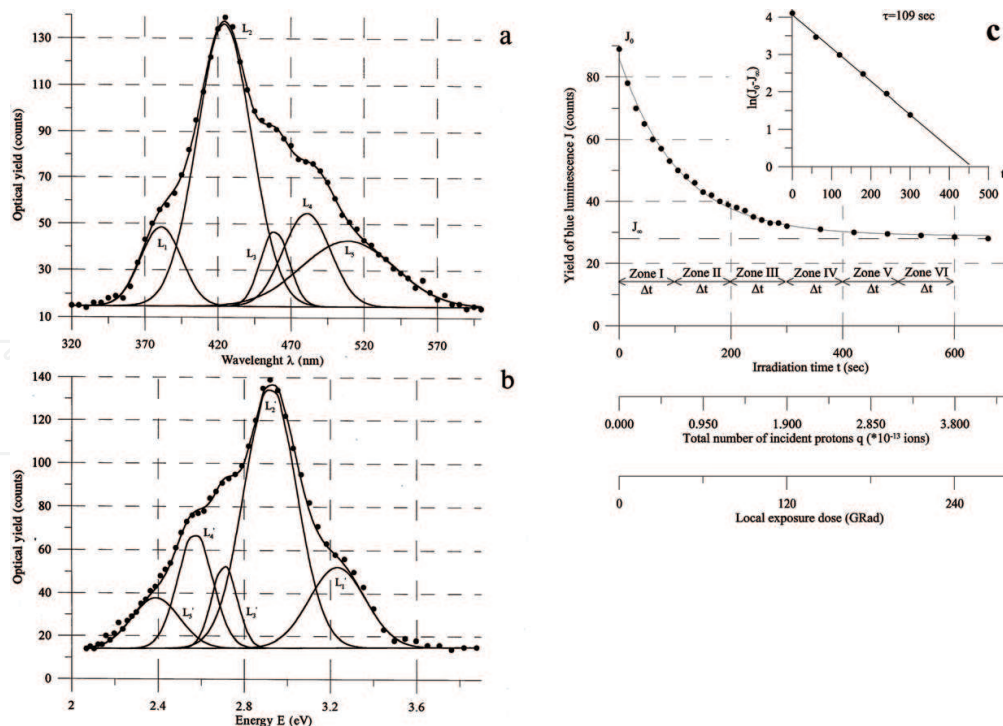 a
Optical yield (counts)
130
110
90
70
50
30
10
L2
L1
L3
L4
L5
320 370 420 470 520 570
Wavelenght λ (nm)
b
Optical yield (counts)
140
120
100
80
60
40
20
0
L2'
L4'
L5'
L3'
L1'
2 2.4 2.8 3.2 3.6
Energy E (eV)
c
Yield of blue luminescence J (counts)
80
60
40
20
0
J0
J∞
τ=109 sec
ln(J0-J∞)
4
3
2
1
0
0 100 200 300 400 500
t
Zone I Zone II Zone III Zone IV Zone V Zone VI
Δt Δt Δt Δt Δt Δt
0 200 400 600
Irradiation time t (sec)
0.000 0.950 1.900 2.850 3.800
Total number of incident protons q (*10-13 ions)
0 120 240
Local exposure dose (GRad)